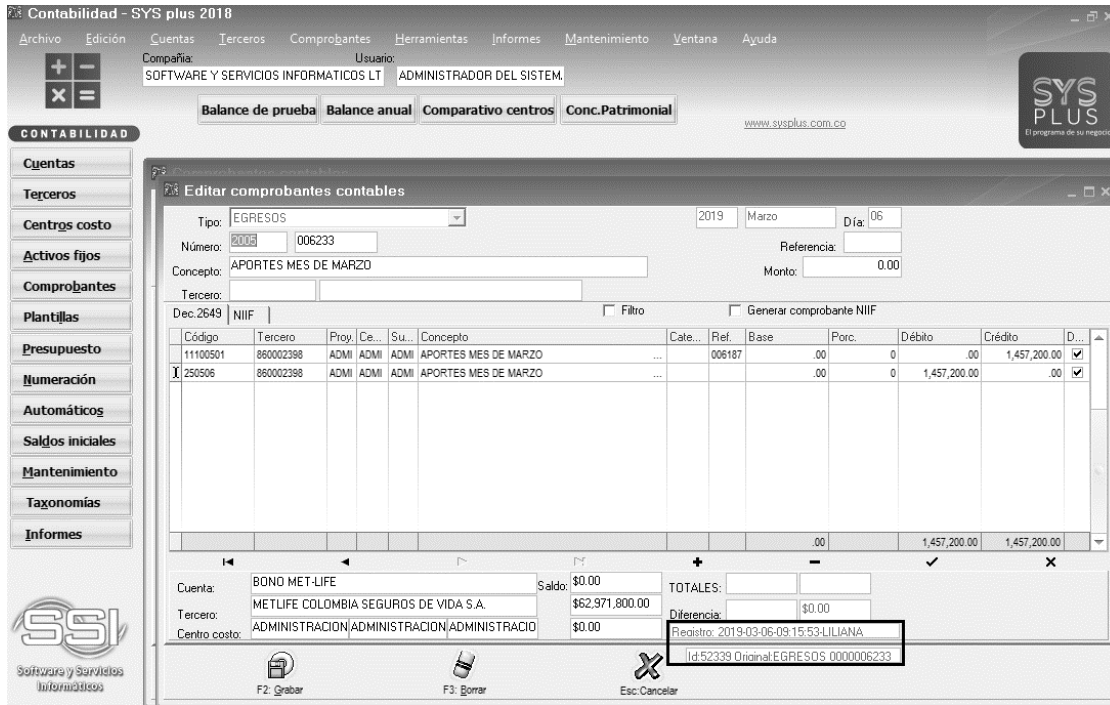 Contabilidad - SYS plus 2018
Archivo Edición Cuentas Terceros Comprobantes Herramientas Informes Mantenimiento Ventana Ayuda
Compañia: Usuario:
SOFTWARE Y SERVICIOS INFORMATICOS LT ADMINISTRADOR DEL SISTEM.
Balance de prueba Balance anual Comparativo centros Conc.Patrimonial
www.sysplus.com.co
SYS
PLUS
El programa de su negocio
CONTABILIDAD
Cuentas
Terceros
Centros costo
Activos fijos
Comprobantes
Plantillas
Presupuesto
Numeración
Automáticos
Saldos iniciales
Mantenimiento
Taxonomías
Informes
SSI
Software y Servicios
Informáticos
Comprobantes contables
Editar comprobantes contables
Tipo: EGRESOS 2019 Marzo Día: 06
Número: 2005 006233 Referencia:
Concepto: APORTES MES DE MARZO Monto: 0.00
Tercero:
Dec.2649 NIIF Filtro Generar comprobante NIIF
Código Tercero Proy. Ce... Su... Concepto Cate... Ref. Base Porc. Débito Crédito D...
11100501 860002398 ADMI ADMI ADMI APORTES MES DE MARZO ... 006187 .00 0 .00 1,457,200.00
250506 860002398 ADMI ADMI ADMI APORTES MES DE MARZO ... .00 0 1,457,200.00 .00
.00 1,457,200.00 1,457,200.00
Cuenta: BONO MET-LIFE Saldo: $0.00 TOTALES:
Tercero: METLIFE COLOMBIA SEGUROS DE VIDA S.A. $62,971,800.00 Diferencia: $0.00
Centro costo: ADMINISTRACION ADMINISTRACION ADMINISTRACIO $0.00
Registro: 2019-03-06-09:15:53-LILIANA
Id:52339 Original:EGRESOS 0000006233
F2: Grabar F3: Borrar Esc:Cancelar